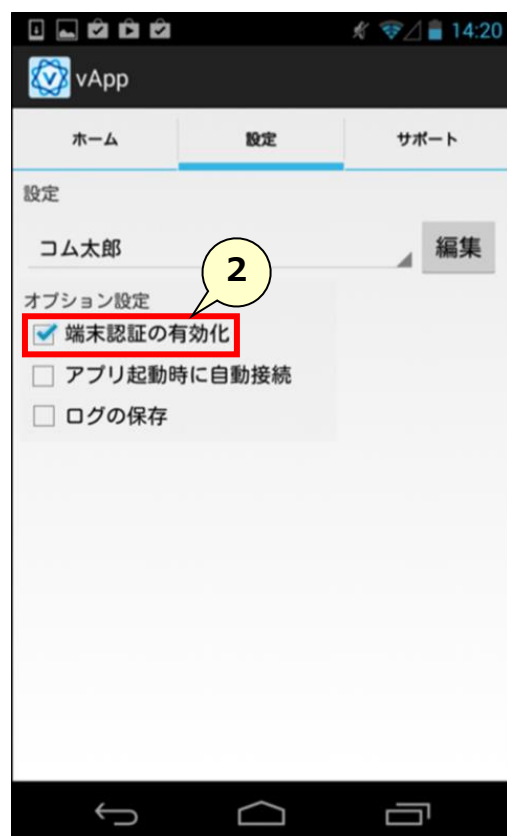 14:20
vApp
ホーム 設定 サポート
設定
コム太郎 編集
2
オプション設定
端末認証の有効化
アプリ起動時に自動接続
ログの保存